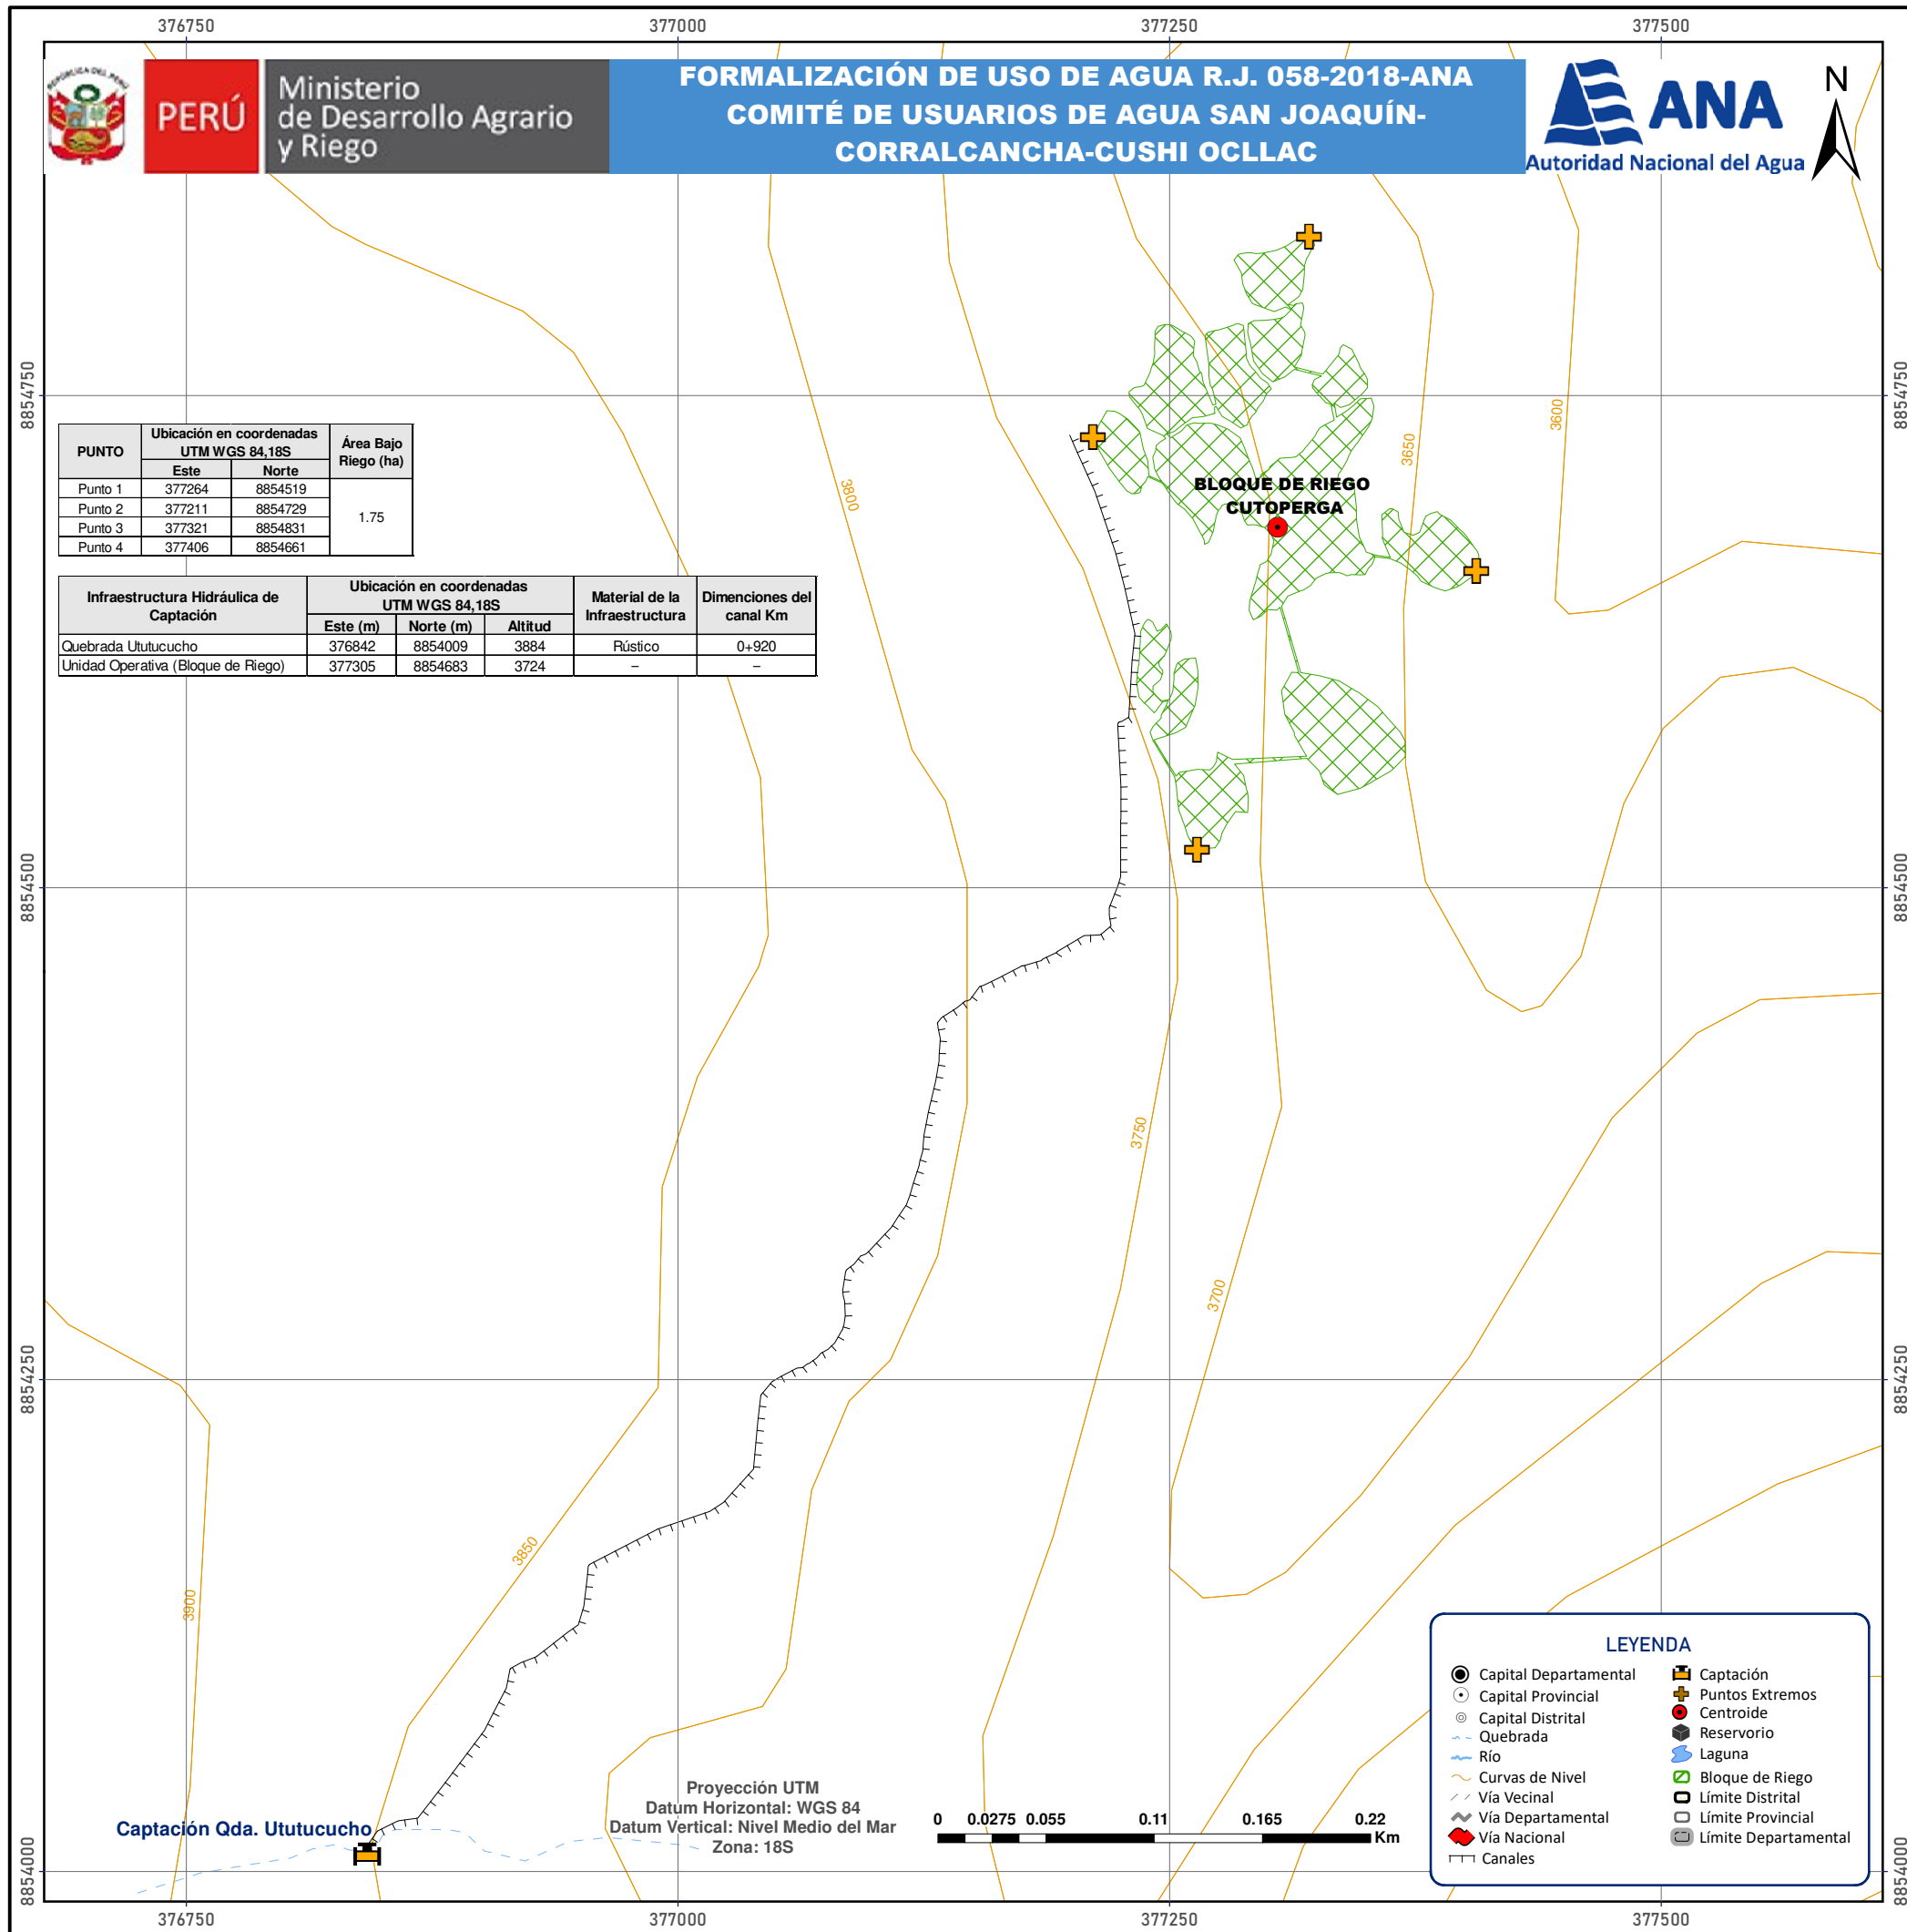 376750 377000 377250 377500
REPÚBLICA DEL PERÚ
PERÚ
Ministerio
de Desarrollo Agrario
y Riego
FORMALIZACIÓN DE USO DE AGUA R.J. 058-2018-ANA
COMITÉ DE USUARIOS DE AGUA SAN JOAQUÍN-
CORRALCANCHA-CUSHI OCLLAC
ANA
Autoridad Nacional del Agua
N
8854750 8854750
3600
3650
3800
PUNTO Ubicación en coordenadas UTM WGS 84,18S Área Bajo Riego (ha)
Este Norte
Punto 1 377264 8854519 1.75
Punto 2 377211 8854729
Punto 3 377321 8854831
Punto 4 377406 8854661
BLOQUE DE RIEGO
CUTOPERGA
Infraestructura Hidráulica de Captación Ubicación en coordenadas UTM WGS 84,18S Material de la Infraestructura Dimenciones del canal Km
Este (m) Norte (m) Altitud
Quebrada Ututucucho 376842 8854009 3884 Rústico 0+920
Unidad Operativa (Bloque de Riego) 377305 8854683 3724 – –
8854500 8854500
3750
3700
8854250 8854250
3850
3900
LEYENDA
Capital Departamental
Capital Provincial
Capital Distrital
Quebrada
Río
Curvas de Nivel
Vía Vecinal
Vía Departamental
Vía Nacional
Canales
Captación
Puntos Extremos
Centroide
Reservorio
Laguna
Bloque de Riego
Límite Distrital
Límite Provincial
Límite Departamental
Proyección UTM
Datum Horizontal: WGS 84
Datum Vertical: Nivel Medio del Mar
Zona: 18S
0 0.0275 0.055 0.11 0.165 0.22
Km
Captación Qda. Ututucucho
8854000 8854000
376750 377000 377250 377500